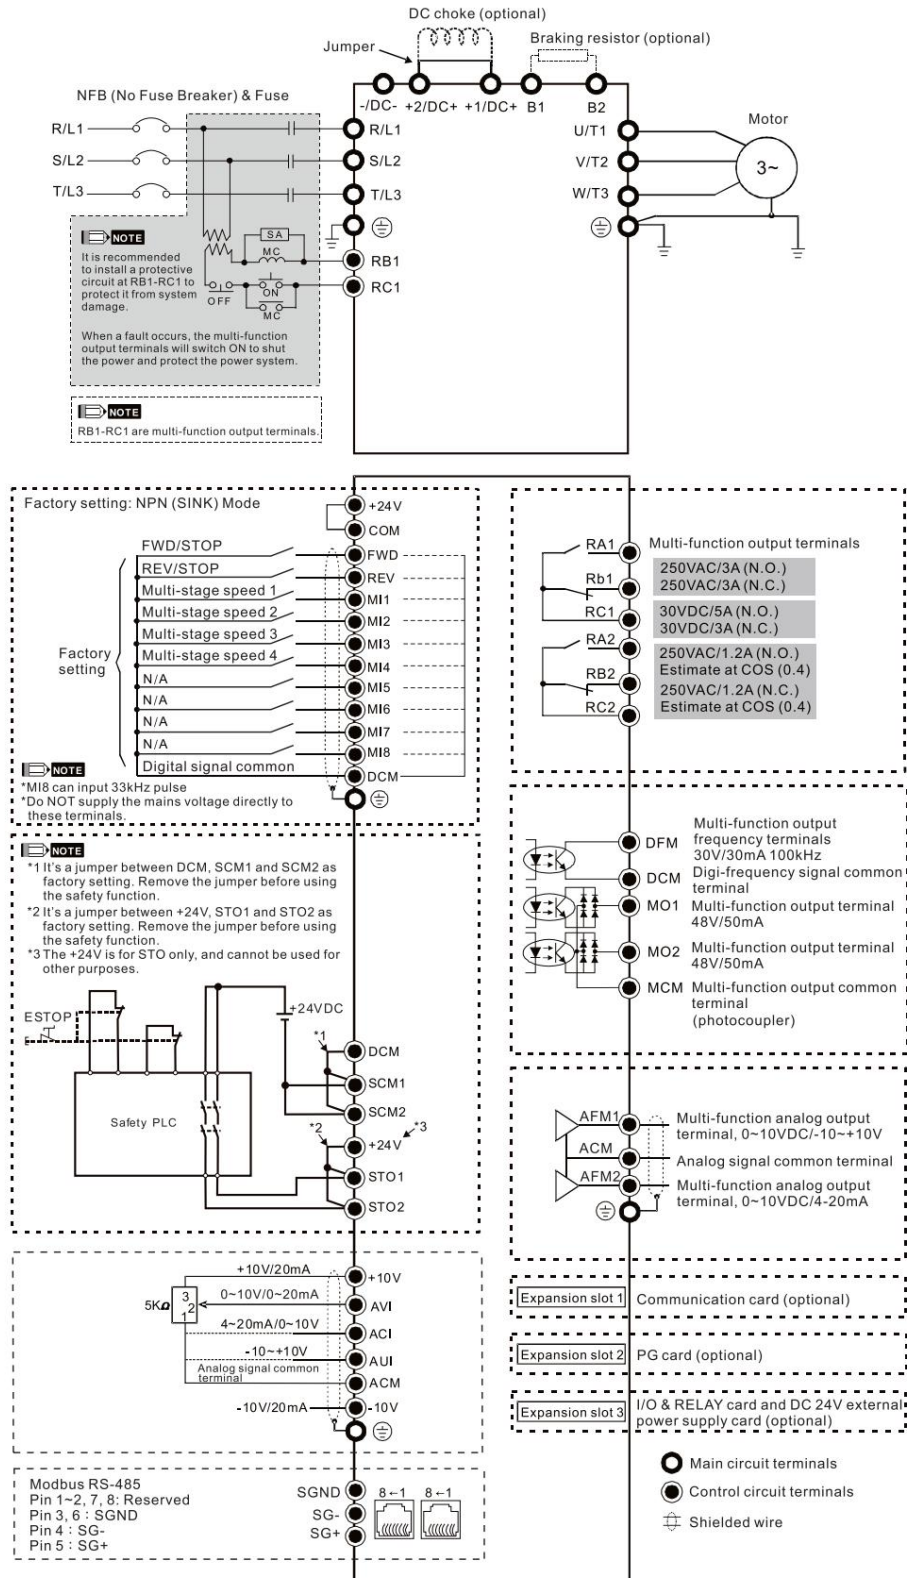 DC choke (optional)
Jumper
Braking resistor (optional)
-/DC-
+2/DC+
+1/DC+
B1
B2
NFB (No Fuse Breaker) & Fuse
R/L1
S/L2
T/L3
R/L1
S/L2
T/L3
U/T1
V/T2
W/T3
Motor
3~
SA
MC
RB1
RC1
OFF
ON
MC
NOTE
It is recommended
to install a protective
circuit at RB1-RC1 to
protect it from system
damage.
When a fault occurs, the multi-function
output terminals will switch ON to shut
the power and protect the power system.
NOTE
RB1-RC1 are multi-function output terminals.
Factory setting: NPN (SINK) Mode
+24V
COM
FWD/STOP
FWD
REV/STOP
REV
Multi-stage speed 1
MI1
Multi-stage speed 2
MI2
Multi-stage speed 3
MI3
Multi-stage speed 4
MI4
Factory
setting
N/A
MI5
N/A
MI6
N/A
MI7
N/A
MI8
Digital signal common
DCM
NOTE
*MI8 can input 33kHz pulse
*Do NOT supply the mains voltage directly to
these terminals.
NOTE
*1 It's a jumper between DCM, SCM1 and SCM2 as
factory setting. Remove the jumper before using
the safety function.
*2 It's a jumper between +24V, STO1 and STO2 as
factory setting. Remove the jumper before using
the safety function.
*3 The +24V is for STO only, and cannot be used for
other purposes.
ESTOP
+24VDC
Safety PLC
*1
DCM
SCM1
SCM2
*2
*3
+24V
STO1
STO2
+10V/20mA
+10V
5KΩ
3
2
1
0~10V/0~20mA
AVI
4~20mA/0~10V
ACI
-10~+10V
AUI
Analog signal common
terminal
ACM
-10V/20mA
-10V
Modbus RS-485
Pin 1~2, 7, 8: Reserved
Pin 3, 6 : SGND
Pin 4 : SG-
Pin 5 : SG+
SGND
SG-
SG+
8←1
8←1
RA1
Rb1
RC1
RA2
RB2
RC2
Multi-function output terminals
250VAC/3A (N.O.)
250VAC/3A (N.C.)
30VDC/5A (N.O.)
30VDC/3A (N.C.)
250VAC/1.2A (N.O.)
Estimate at COS (0.4)
250VAC/1.2A (N.C.)
Estimate at COS (0.4)
DFM
Multi-function output
frequency terminals
30V/30mA 100kHz
DCM
Digi-frequency signal common
terminal
MO1
Multi-function output terminal
48V/50mA
MO2
Multi-function output terminal
48V/50mA
MCM
Multi-function output common
terminal
(photocoupler)
AFM1
Multi-function analog output
terminal, 0~10VDC/-10~+10V
ACM
Analog signal common terminal
AFM2
Multi-function analog output
terminal, 0~10VDC/4-20mA
Expansion slot 1
Communication card (optional)
Expansion slot 2
PG card (optional)
Expansion slot 3
I/O & RELAY card and DC 24V external
power supply card (optional)
Main circuit terminals
Control circuit terminals
Shielded wire